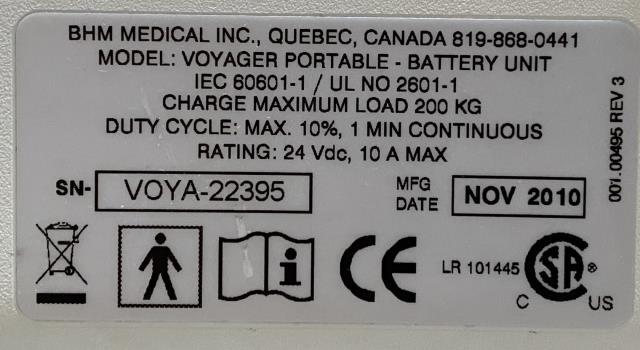 BHM MEDICAL INC., QUEBEC, CANADA 819-868-0441
MODEL: VOYAGER PORTABLE - BATTERY UNIT
IEC 60601-1 / UL NO 2601-1
CHARGE MAXIMUM LOAD 200 KG
DUTY CYCLE: MAX. 10%, 1 MIN CONTINUOUS
RATING: 24 Vdc, 10 A MAX
SN- VOYA-22395
MFG DATE NOV 2010
CE LR 101445 C SA ® C US
001.00495 REV 3